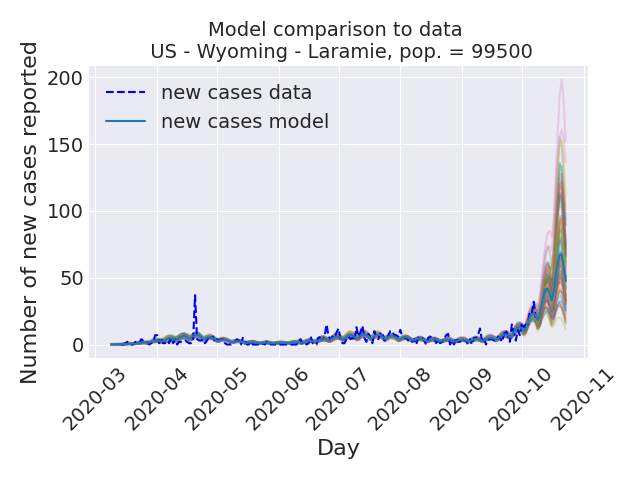 Model comparison to data
US - Wyoming - Laramie, pop. = 99500
new cases data
new cases model
Number of new cases reported
200
150
100
50
0
2020-03
2020-04
2020-05
2020-06
2020-07
2020-08
2020-09
2020-10
2020-11
Day